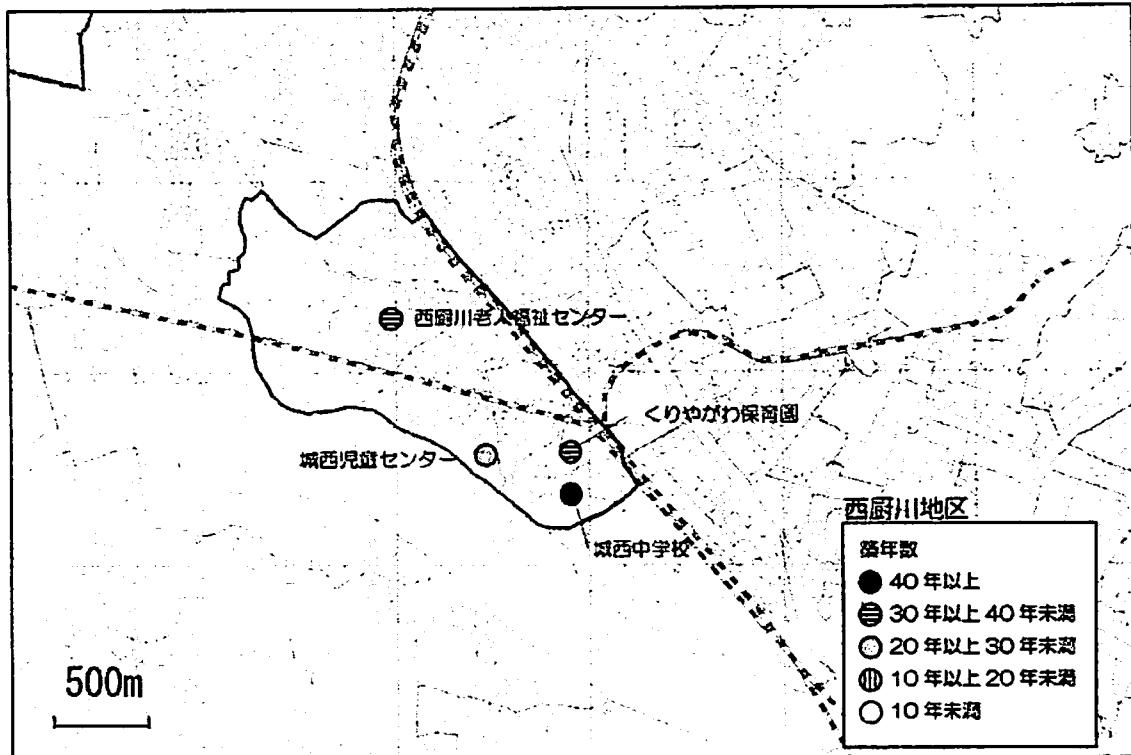 西厨川老人福祉センター
くりやがわ保育園
城西児童センター
城西中学校
西厨川地区
築年数
40年以上
30年以上40年未満
20年以上30年未満
10年以上20年未満
10年未満
500m